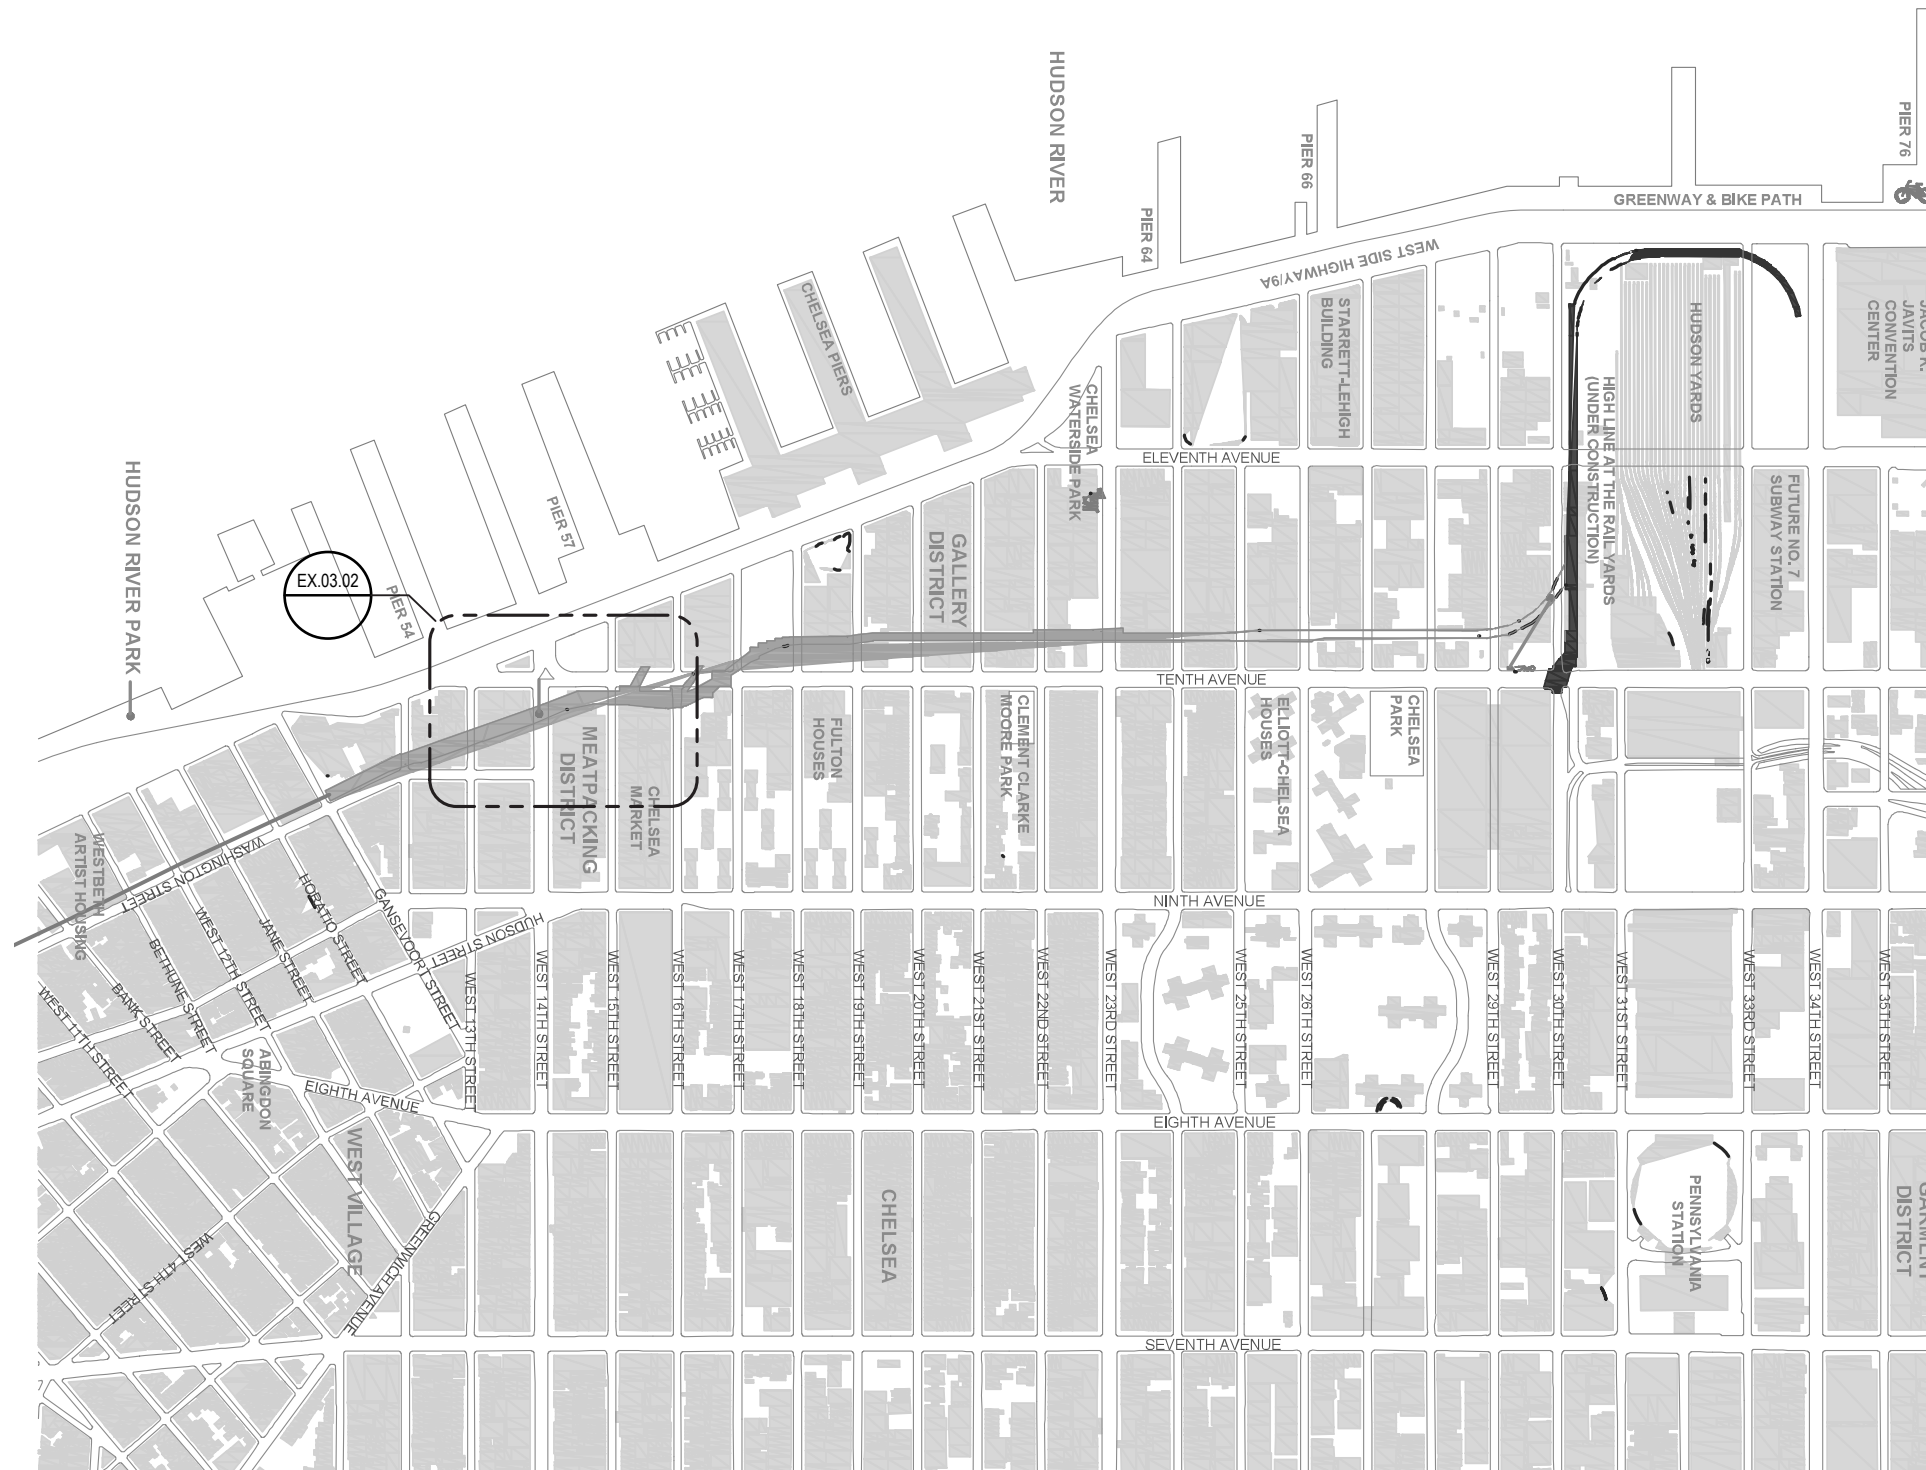 HUDSON RIVER
PIER 76
PIER 66
PIER 64
GREENWAY & BIKE PATH
WEST SIDE HIGHWAY/9A
CHELSEA PIERS
STARRETT-LEHIGH
BUILDING
HUDSON YARDS
JAVITS
CONVENTION
CENTER
HIGH LINE AT THE RAIL YARDS
(UNDER CONSTRUCTION)
CHELSEA
WATERSIDE PARK
ELEVENTH AVENUE
FUTURE NO. 7
SUBWAY STATION
HUDSON RIVER PARK
PIER 57
EX.03.02
PIER 54
GALLERY
DISTRICT
TENTH AVENUE
MEATPACKING
DISTRICT
CHELSEA
MARKET
FULTON
HOUSES
CLEMENT CLARKE
MOORE PARK
ELLIOTT-CHELSEA
HOUSES
CHELSEA
PARK
WESTBETH
ARTIST HOUSING
WASHINGTON STREET
NINTH AVENUE
HUDSON STREET
WEST 11TH STREET
BANK STREET
BETHUNE STREET
WEST 12TH STREET
JANE STREET
HORATIO STREET
GANSEVOORT STREET
WEST 13TH STREET
WEST 14TH STREET
WEST 15TH STREET
WEST 16TH STREET
WEST 17TH STREET
WEST 18TH STREET
WEST 19TH STREET
WEST 20TH STREET
WEST 21ST STREET
WEST 22ND STREET
WEST 23RD STREET
WEST 25TH STREET
WEST 26TH STREET
WEST 29TH STREET
WEST 30TH STREET
WEST 31ST STREET
WEST 33RD STREET
WEST 34TH STREET
WEST 35TH STREET
ABINGDON
SQUARE
EIGHTH AVENUE
EIGHTH AVENUE
WEST VILLAGE
GREENWICH AVENUE
WEST 4TH STREET
CHELSEA
PENNSYLVANIA
STATION
GARMENT
DISTRICT
SEVENTH AVENUE